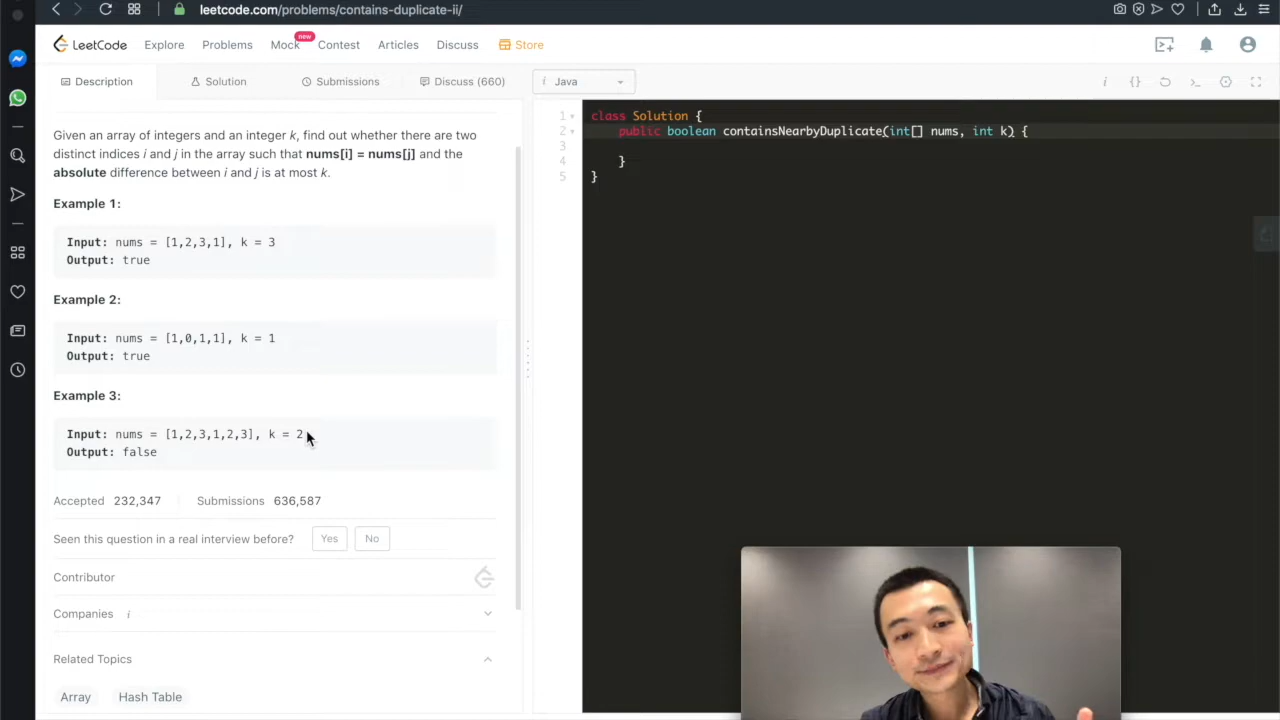 leetcode.com/problems/contains-duplicate-ii/
LeetCode Explore Problems Mock new Contest Articles Discuss Store
Description Solution Submissions Discuss (660) i Java
Given an array of integers and an integer k, find out whether there are two
distinct indices i and j in the array such that nums[i] = nums[j] and the
absolute difference between i and j is at most k.
Example 1:
Input: nums = [1,2,3,1], k = 3
Output: true
Example 2:
Input: nums = [1,0,1,1], k = 1
Output: true
Example 3:
Input: nums = [1,2,3,1,2,3], k = 2
Output: false
Accepted 232,347 Submissions 636,587
Seen this question in a real interview before? Yes No
Contributor
Companies i
Related Topics
Array Hash Table
1 class Solution {
2 public boolean containsNearbyDuplicate(int[] nums, int k) {
3
4 }
5 }